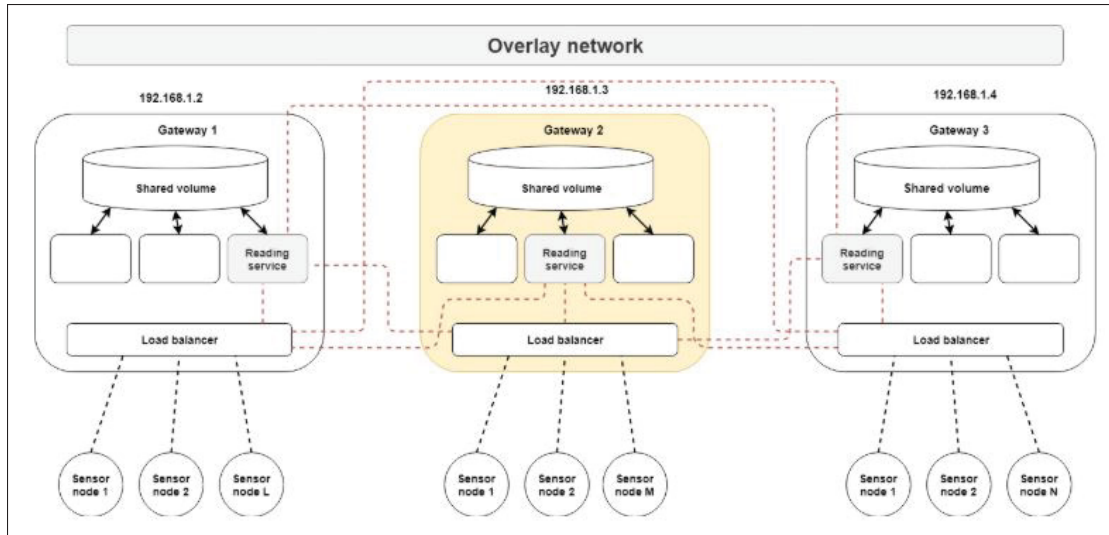 Overlay network
192.168.1.2
192.168.1.3
192.168.1.4
Gateway 1
Gateway 2
Gateway 3
Shared volume
Shared volume
Shared volume
Reading
service
Reading
service
Reading
service
Load balancer
Load balancer
Load balancer
Sensor
node 1
Sensor
node 2
Sensor
node L
Sensor
node 1
Sensor
node 2
Sensor
node M
Sensor
node 1
Sensor
node 2
Sensor
node N